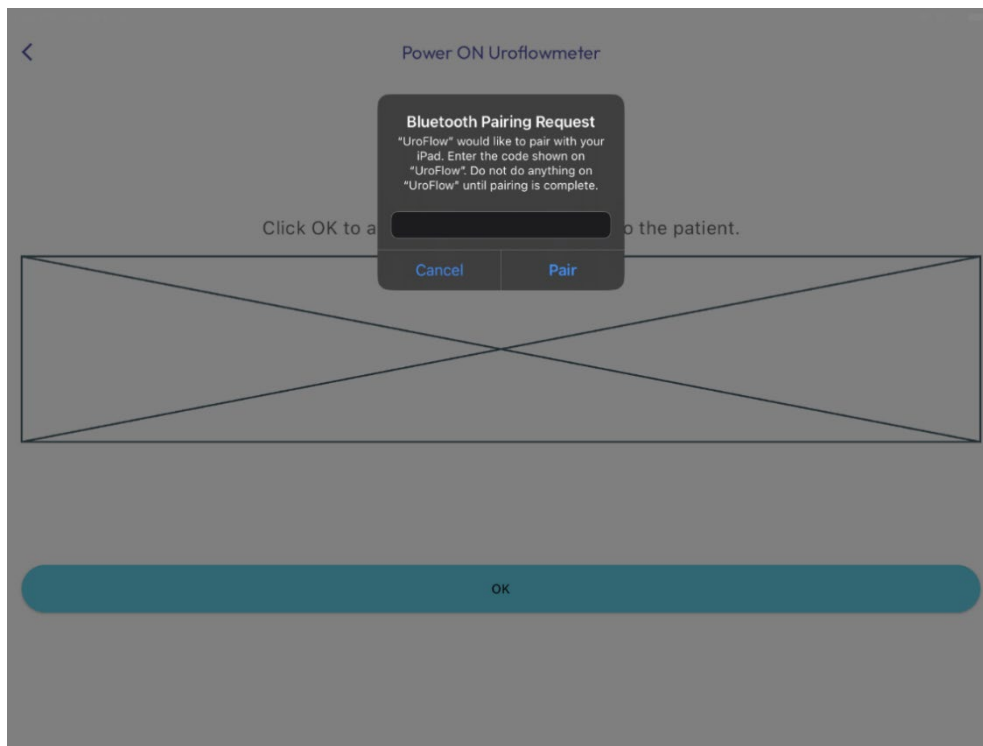 Power ON Uroflowmeter
Bluetooth Pairing Request
"UroFlow" would like to pair with your
iPad. Enter the code shown on
"UroFlow". Do not do anything on
"UroFlow" until pairing is complete.
Click OK to a o the patient.
Cancel Pair
OK